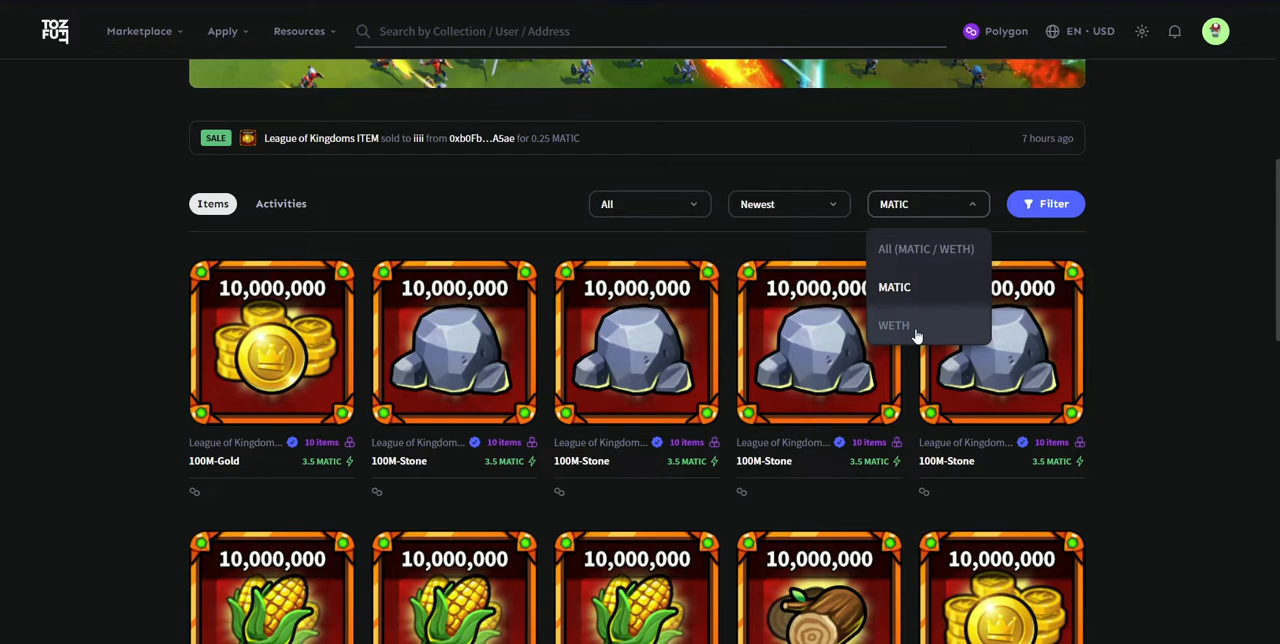 TOZ
FU
Marketplace Apply Resources Search by Collection / User / Address Polygon EN · USD
SALE League of Kingdoms ITEM sold to iiii from 0xb0Fb...A5ae for 0.25 MATIC 7 hours ago
Items Activities All Newest MATIC Filter
All (MATIC / WETH)
MATIC
WETH
10,000,000 10,000,000 10,000,000 10,000,000 000,000
League of Kingdom... 10 items League of Kingdom... 10 items League of Kingdom... 10 items League of Kingdom... 10 items League of Kingdom... 10 items
100M-Gold 3.5 MATIC 100M-Stone 3.5 MATIC 100M-Stone 3.5 MATIC 100M-Stone 3.5 MATIC 100M-Stone 3.5 MATIC
10,000,000 10,000,000 10,000,000 10,000,000 10,000,000